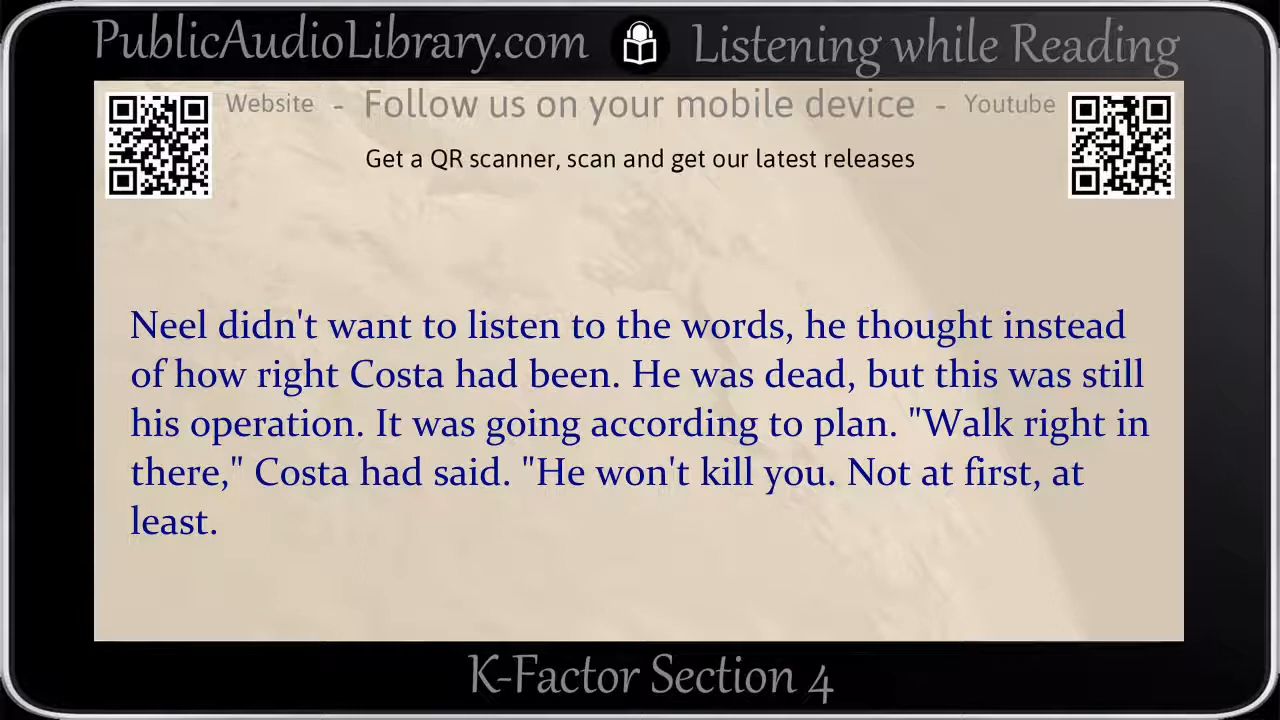 PublicAudioLibrary.com Listening while Reading
Website - Follow us on your mobile device - Youtube
Get a QR scanner, scan and get our latest releases
Neel didn't want to listen to the words, he thought instead
of how right Costa had been. He was dead, but this was still
his operation. It was going according to plan. "Walk right in
there," Costa had said. "He won't kill you. Not at first, at
least.
K-Factor Section 4